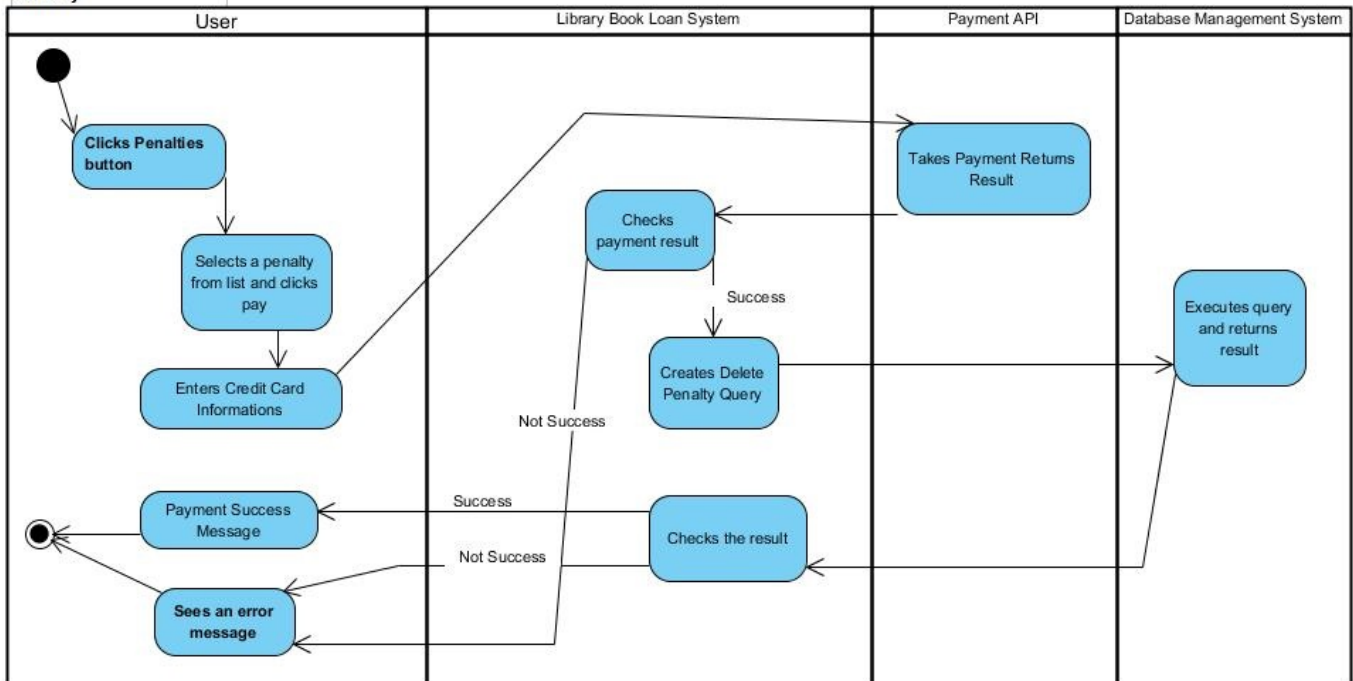 User
Library Book Loan System
Payment API
Database Management System
Clicks Penalties
button
Selects a penalty
from list and clicks
pay
Enters Credit Card
Informations
Takes Payment Returns
Result
Checks
payment result
Success
Creates Delete
Penalty Query
Executes query
and returns
result
Not Success
Checks the result
Success
Payment Success
Message
Not Success
Sees an error
message